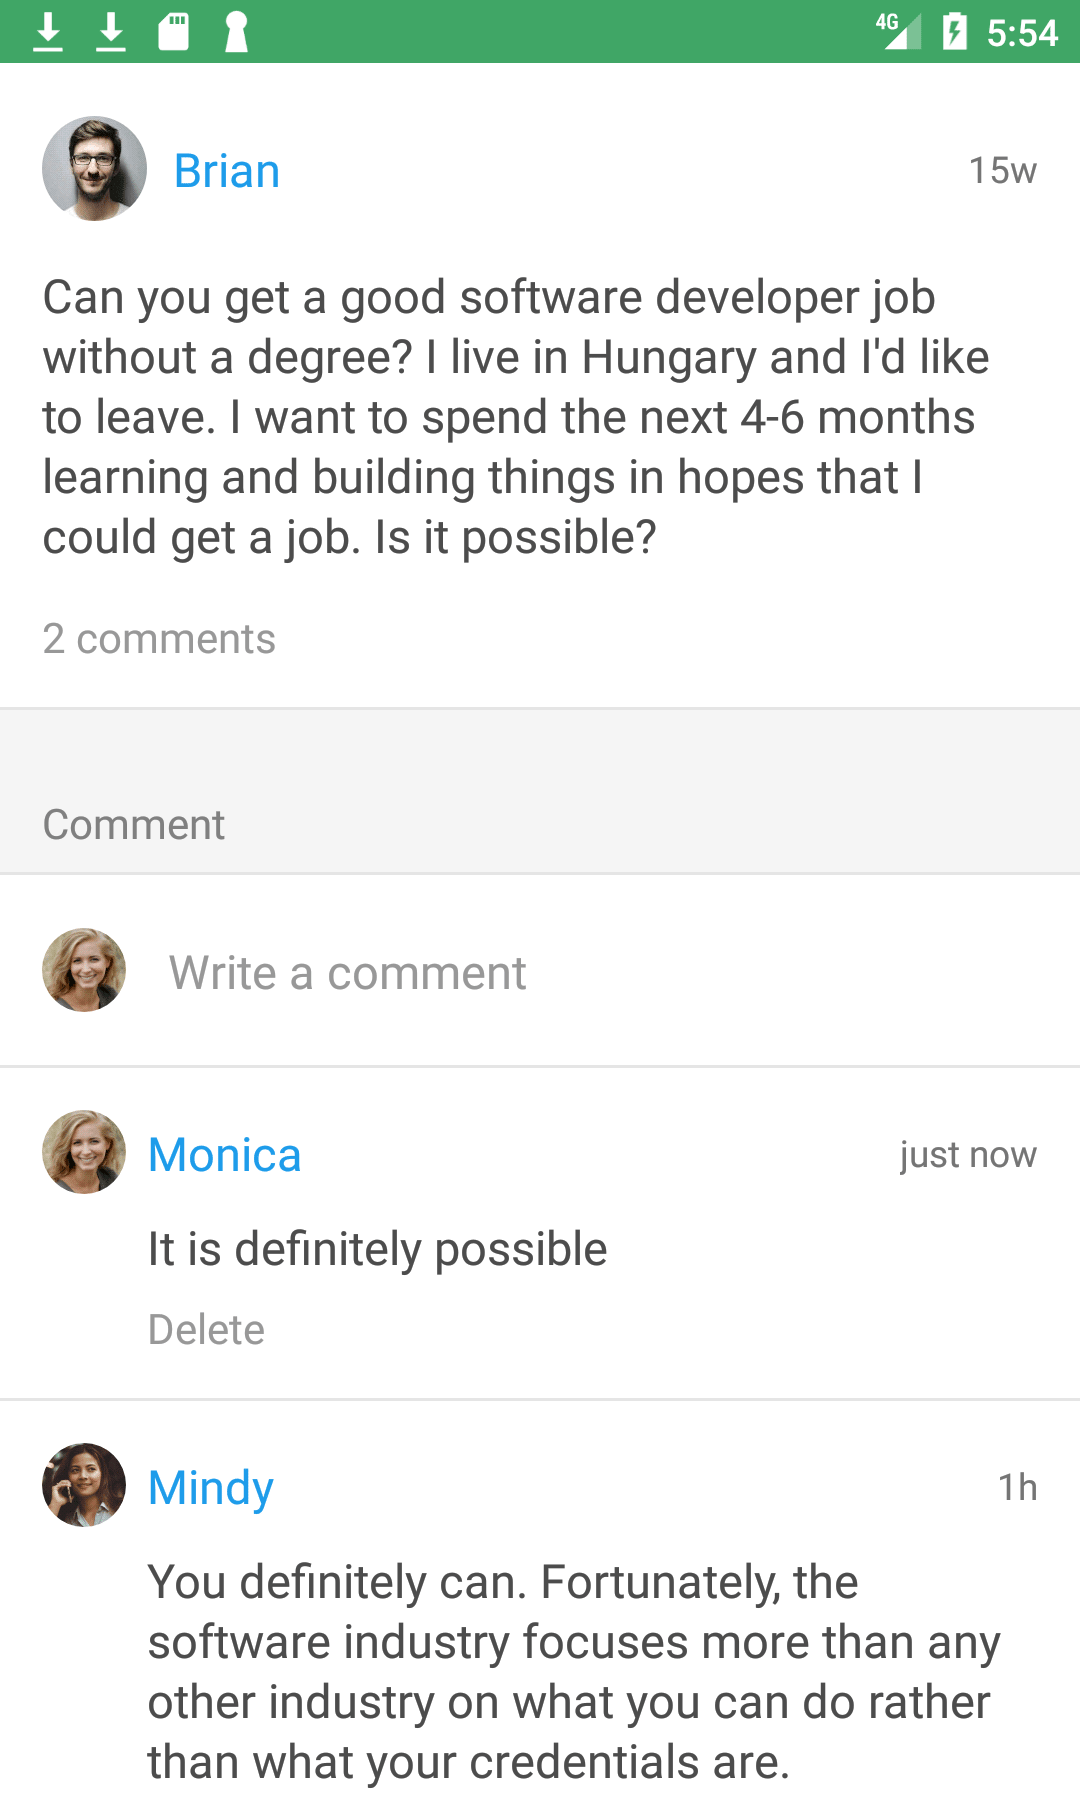 4G 5:54
Brian 15w
Can you get a good software developer job
without a degree? I live in Hungary and I'd like
to leave. I want to spend the next 4-6 months
learning and building things in hopes that I
could get a job. Is it possible?
2 comments
Comment
Write a comment
Monica just now
It is definitely possible
Delete
Mindy 1h
You definitely can. Fortunately, the
software industry focuses more than any
other industry on what you can do rather
than what your credentials are.